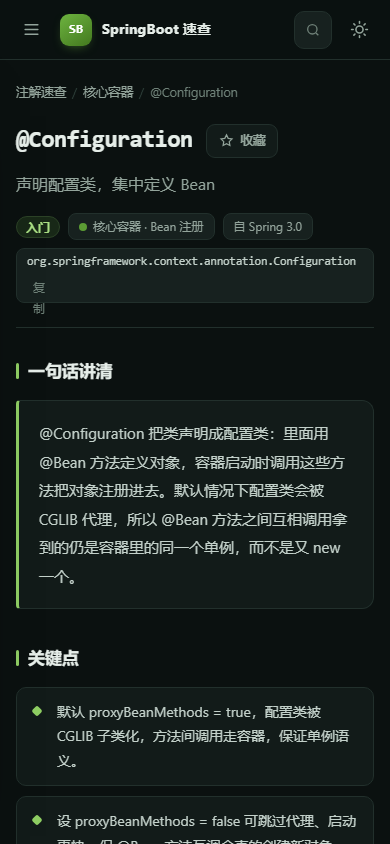 SB SpringBoot 速查
注解速查 / 核心容器 / @Configuration
@Configuration 收藏
声明配置类，集中定义 Bean
入门 核心容器 · Bean 注册 自 Spring 3.0
org.springframework.context.annotation.Configuration
复
制
一句话讲清
@Configuration 把类声明成配置类：里面用
@Bean 方法定义对象，容器启动时调用这些方
法把对象注册进去。默认情况下配置类会被
CGLIB 代理，所以 @Bean 方法之间互相调用拿
到的仍是容器里的同一个单例，而不是又 new
一个。
关键点
默认 proxyBeanMethods = true，配置类被
CGLIB 子类化，方法间调用走容器，保证单例语
义。
设 proxyBeanMethods = false 可跳过代理、启动